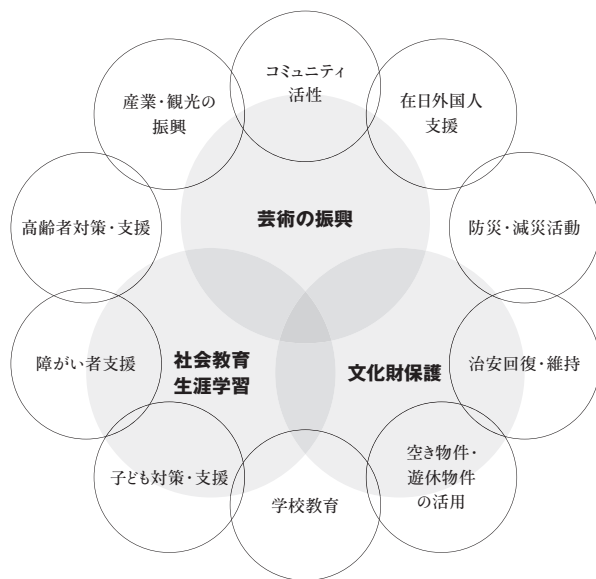 コミュニティ
活性
産業・観光の
振興
在日外国人
支援
芸術の振興
高齢者対策・支援
防災・減災活動
社会教育
生涯学習
文化財保護
障がい者支援
治安回復・維持
子ども対策・支援
空き物件・
遊休物件
の活用
学校教育